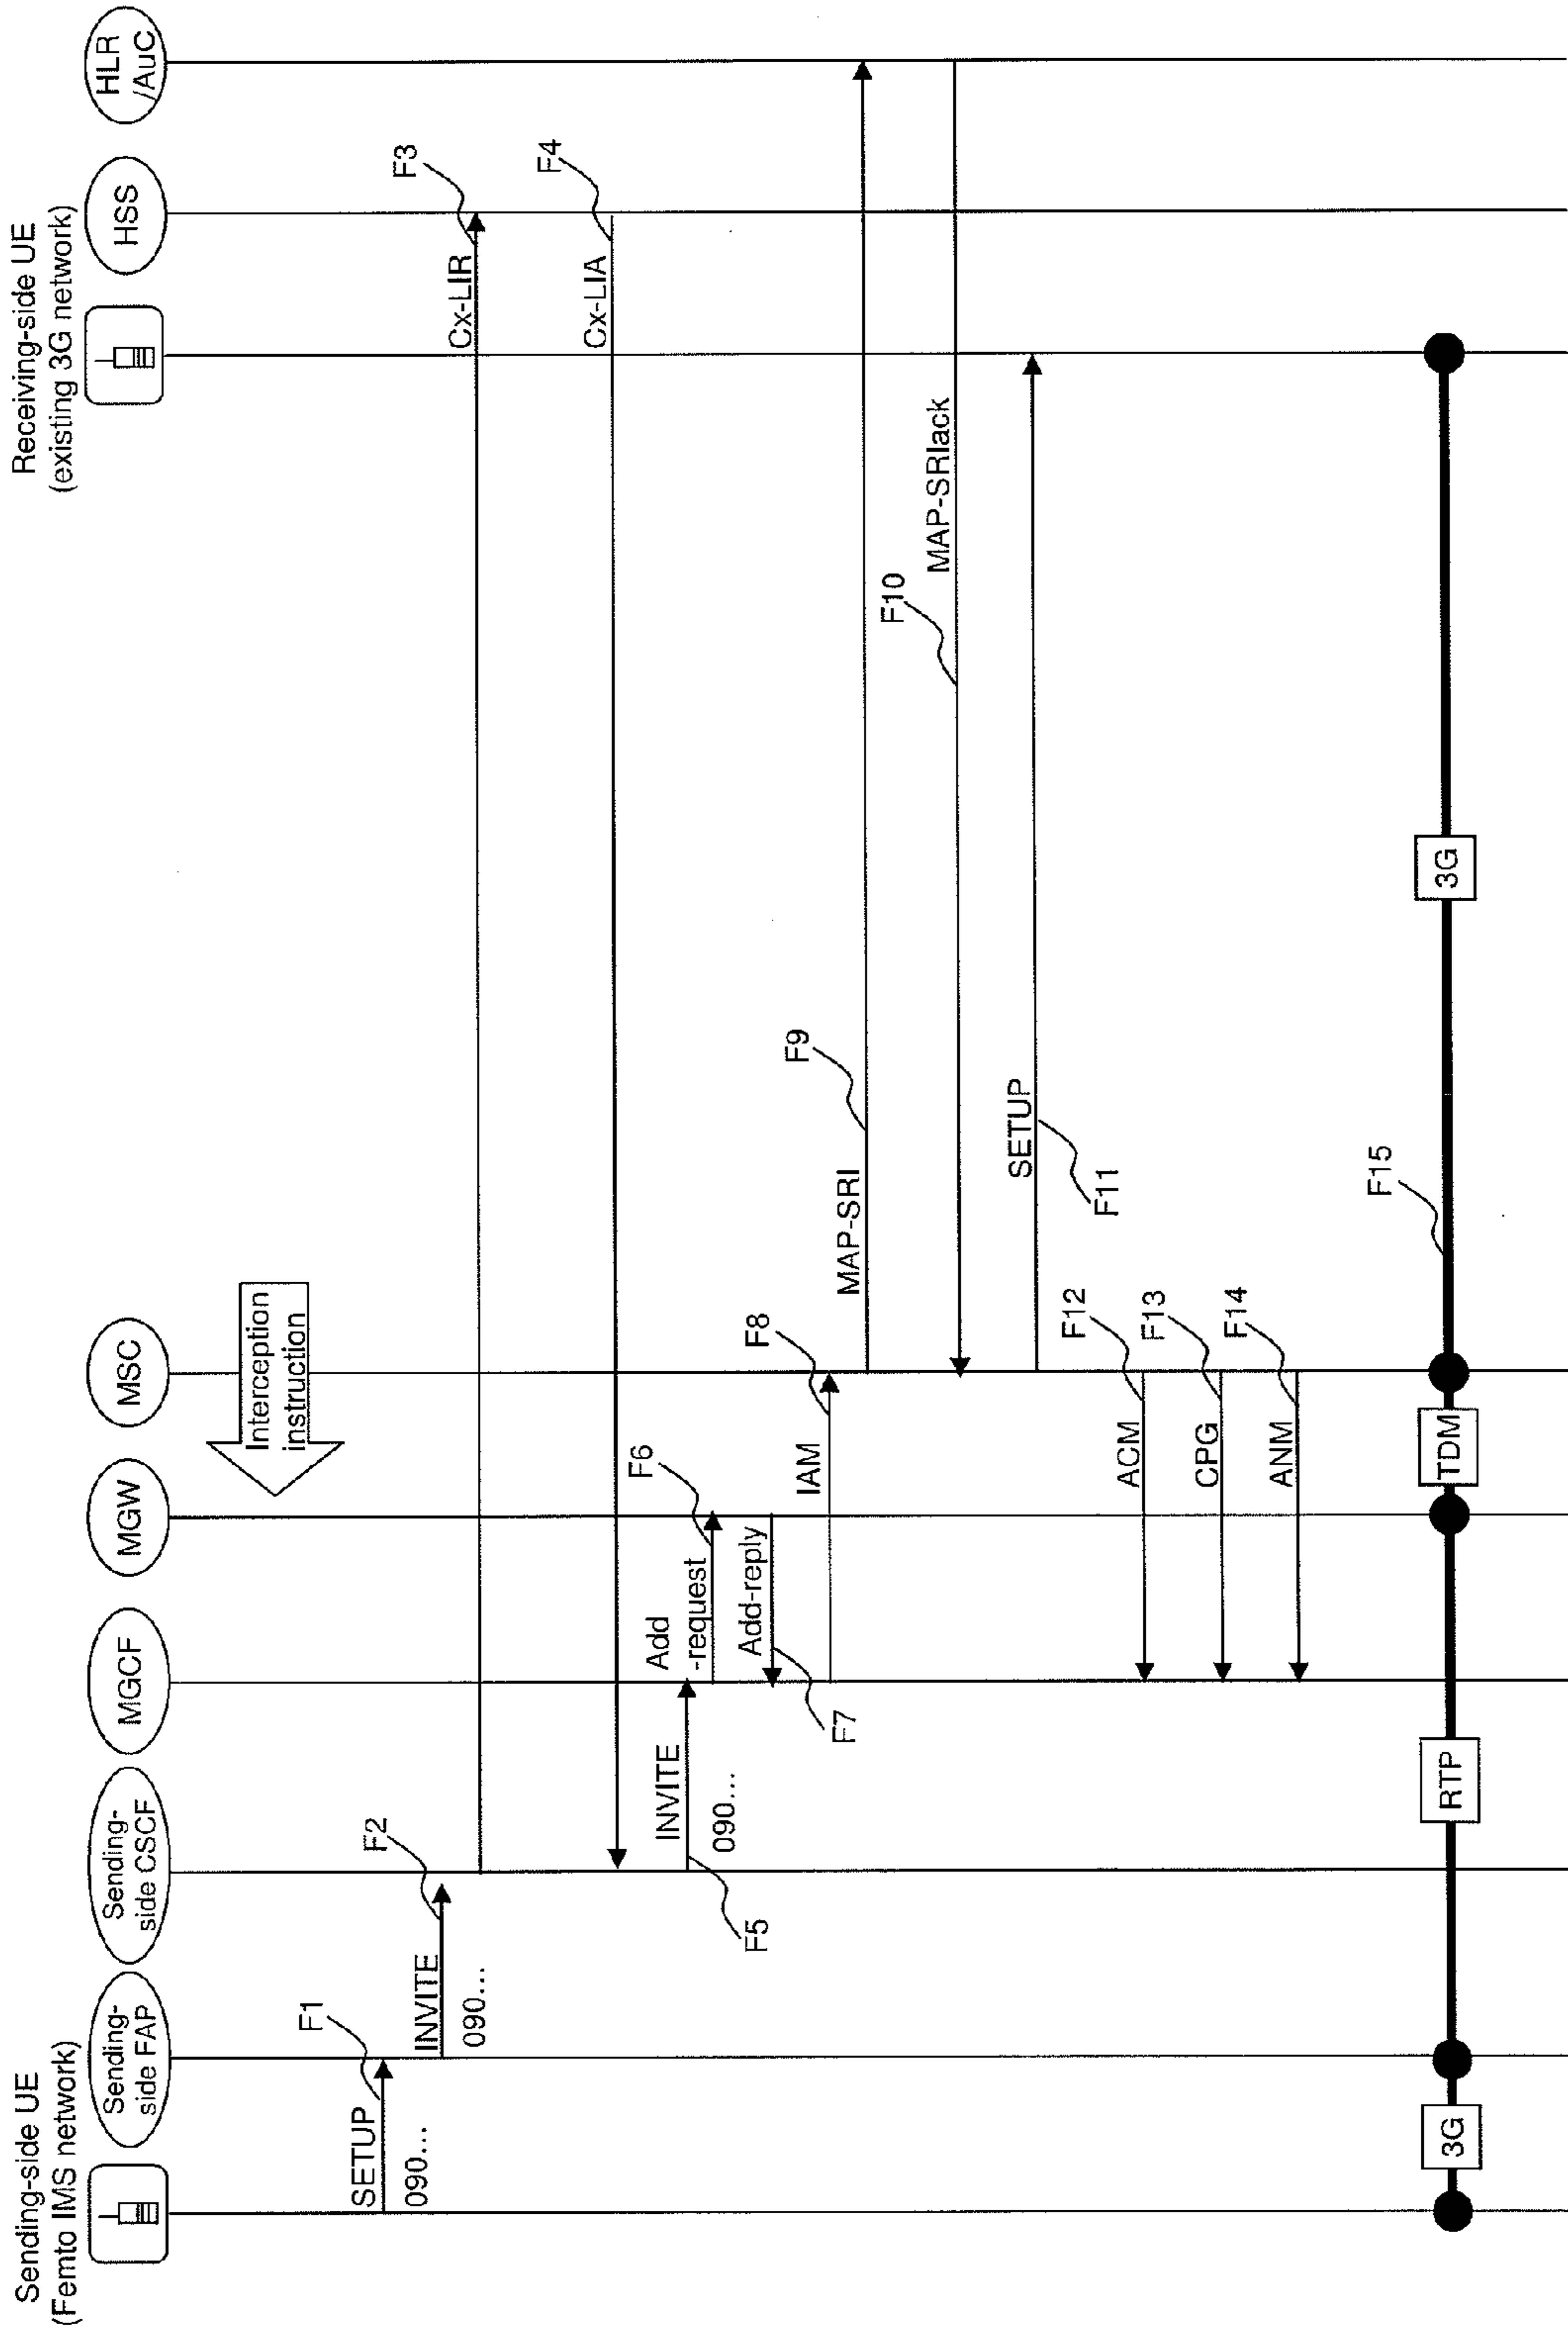 Sending-side UE
(Femto IMS network)
Sending-
side FAP
Sending-
side CSCF
MGCF
MGW
MSC
Receiving-side UE
(existing 3G network)
HSS
HLR
/AuC
Interception
instruction
F1
SETUP
090...
F2
INVITE
090...
F3
Cx-LIR
F4
Cx-LIA
INVITE
090...
F5
F6
Add
-request
Add-reply
F7
F8
IAM
F9
MAP-SRI
F10
MAP-SRIack
SETUP
F11
F12
ACM
F13
CPG
F14
ANM
F15
3G
RTP
TDM
3G